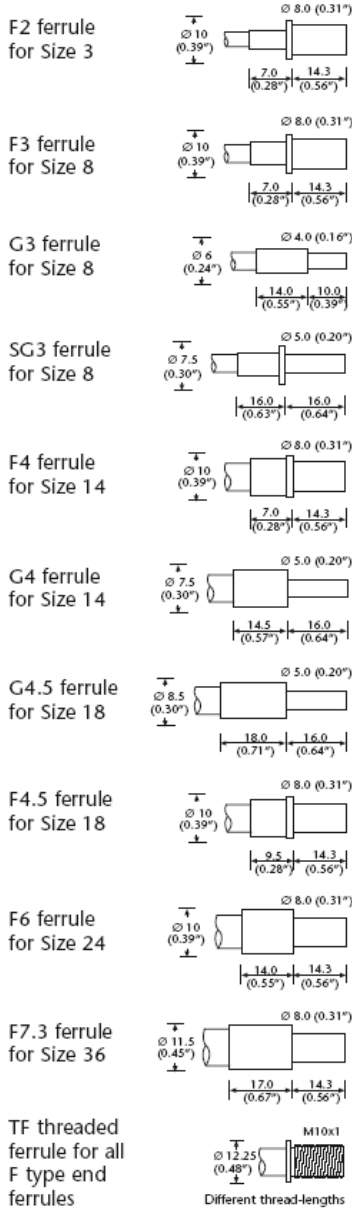 Ø 8.0 (0.31")
F2 ferrule
for Size 3
Ø 10
(0.39")
7.0
(0.28")
14.3
(0.56")
Ø 8.0 (0.31")
F3 ferrule
for Size 8
Ø 10
(0.39")
7.0
(0.28")
14.3
(0.56")
G3 ferrule
for Size 8
Ø 4.0 (0.16")
Ø 6
(0.24")
14.0
(0.55")
10.0
(0.39")
SG3 ferrule
for Size 8
Ø 5.0 (0.20")
Ø 7.5
(0.30")
16.0
(0.63")
16.0
(0.64")
F4 ferrule
for Size 14
Ø 8.0 (0.31")
Ø 10
(0.39")
7.0
(0.28")
14.3
(0.56")
G4 ferrule
for Size 14
Ø 5.0 (0.20")
Ø 7.5
(0.30")
14.5
(0.57")
16.0
(0.64")
G4.5 ferrule
for Size 18
Ø 5.0 (0.20")
Ø 8.5
(0.30")
18.0
(0.71")
16.0
(0.64")
F4.5 ferrule
for Size 18
Ø 8.0 (0.31")
Ø 10
(0.39")
9.5
(0.28")
14.3
(0.56")
F6 ferrule
for Size 24
Ø 8.0 (0.31")
Ø 10
(0.39")
14.0
(0.55")
14.3
(0.56")
F7.3 ferrule
for Size 36
Ø 8.0 (0.31")
Ø 11.5
(0.45")
17.0
(0.67")
14.3
(0.56")
TF threaded
ferrule for all
F type end
ferrules
M10x1
Ø 12.25
(0.48")
Different thread-lengths